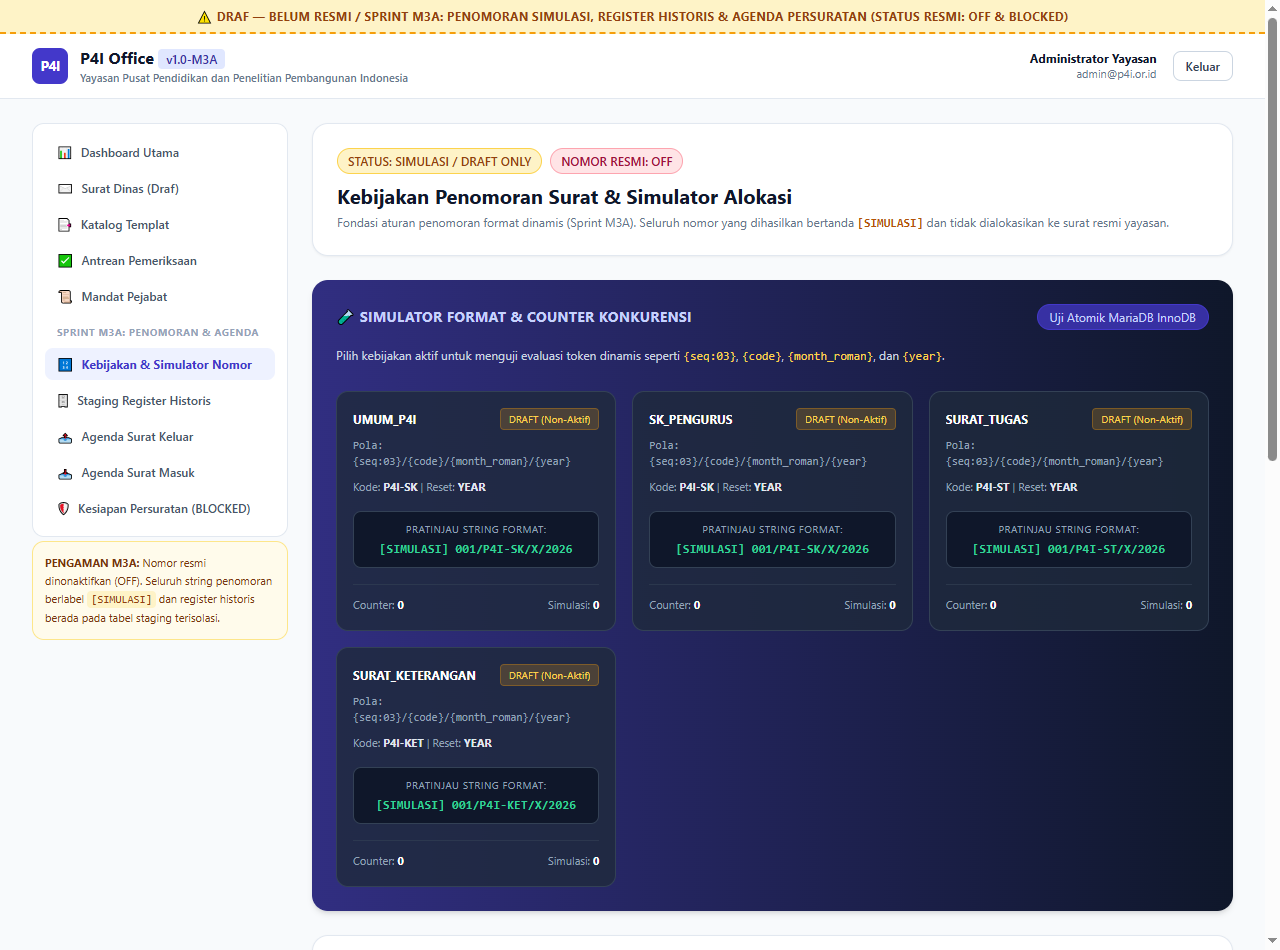 ⚠ DRAF — BELUM RESMI / SPRINT M3A: PENOMORAN SIMULASI, REGISTER HISTORIS & AGENDA PERSURATAN (STATUS RESMI: OFF & BLOCKED)
P4I
P4I Office v1.0-M3A
Yayasan Pusat Pendidikan dan Penelitian Pembangunan Indonesia
Administrator Yayasan
admin@p4i.or.id
Keluar
Dashboard Utama
Surat Dinas (Draf)
Katalog Templat
Antrean Pemeriksaan
Mandat Pejabat
SPRINT M3A: PENOMORAN & AGENDA
Kebijakan & Simulator Nomor
Staging Register Historis
Agenda Surat Keluar
Agenda Surat Masuk
Kesiapan Persuratan (BLOCKED)
PENGAMAN M3A: Nomor resmi
dinonaktifkan (OFF). Seluruh string penomoran
berlabel [SIMULASI] dan register historis
berada pada tabel staging terisolasi.
STATUS: SIMULASI / DRAFT ONLY
NOMOR RESMI: OFF
Kebijakan Penomoran Surat & Simulator Alokasi
Fondasi aturan penomoran format dinamis (Sprint M3A). Seluruh nomor yang dihasilkan bertanda [SIMULASI] dan tidak dialokasikan ke surat resmi yayasan.
SIMULATOR FORMAT & COUNTER KONKURENSI
Uji Atomik MariaDB InnoDB
Pilih kebijakan aktif untuk menguji evaluasi token dinamis seperti {seq:03}, {code}, {month_roman}, dan {year}.
UMUM_P4I
DRAFT (Non-Aktif)
Pola:
{seq:03}/{code}/{month_roman}/{year}
Kode: P4I-SK | Reset: YEAR
PRATINJAU STRING FORMAT:
[SIMULASI] 001/P4I-SK/X/2026
Counter: 0
Simulasi: 0
SK_PENGURUS
DRAFT (Non-Aktif)
Pola:
{seq:03}/{code}/{month_roman}/{year}
Kode: P4I-SK | Reset: YEAR
PRATINJAU STRING FORMAT:
[SIMULASI] 001/P4I-SK/X/2026
Counter: 0
Simulasi: 0
SURAT_TUGAS
DRAFT (Non-Aktif)
Pola:
{seq:03}/{code}/{month_roman}/{year}
Kode: P4I-ST | Reset: YEAR
PRATINJAU STRING FORMAT:
[SIMULASI] 001/P4I-ST/X/2026
Counter: 0
Simulasi: 0
SURAT_KETERANGAN
DRAFT (Non-Aktif)
Pola:
{seq:03}/{code}/{month_roman}/{year}
Kode: P4I-KET | Reset: YEAR
PRATINJAU STRING FORMAT:
[SIMULASI] 001/P4I-KET/X/2026
Counter: 0
Simulasi: 0